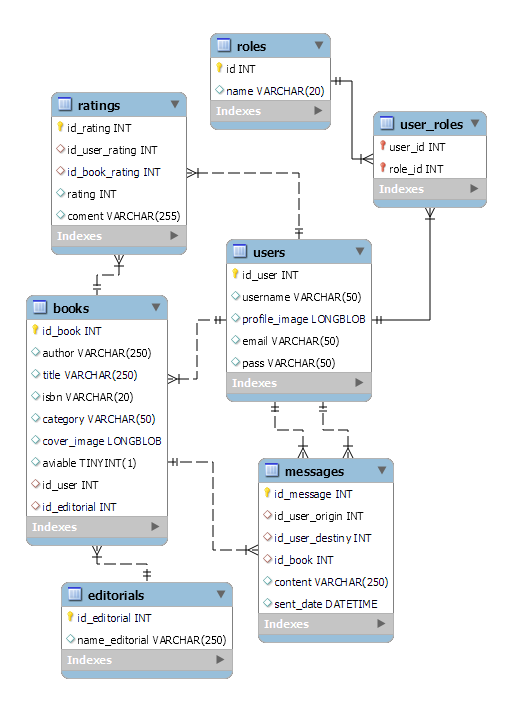 roles
id INT
name VARCHAR(20)
Indexes
ratings
id_rating INT
id_user_rating INT
id_book_rating INT
rating INT
coment VARCHAR(255)
Indexes
user_roles
user_id INT
role_id INT
Indexes
users
id_user INT
username VARCHAR(50)
profile_image LONGBLOB
email VARCHAR(50)
pass VARCHAR(50)
Indexes
books
id_book INT
author VARCHAR(250)
title VARCHAR(250)
isbn VARCHAR(20)
category VARCHAR(50)
cover_image LONGBLOB
aviable TINYINT(1)
id_user INT
id_editorial INT
Indexes
messages
id_message INT
id_user_origin INT
id_user_destiny INT
id_book INT
content VARCHAR(250)
sent_date DATETIME
Indexes
editorials
id_editorial INT
name_editorial VARCHAR(250)
Indexes